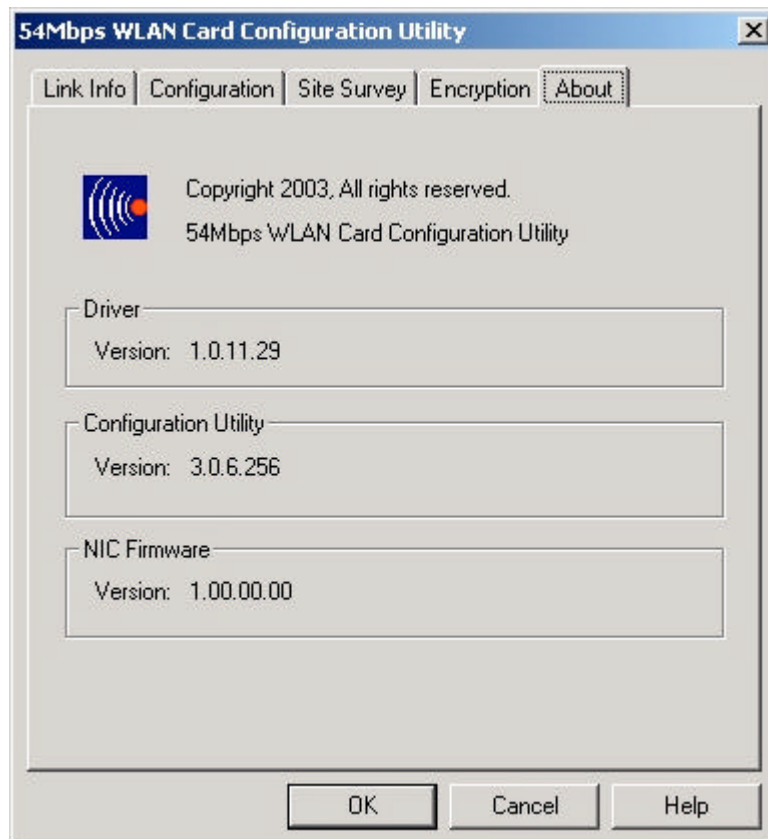 54Mbps WLAN Card Configuration Utility
Link Info Configuration Site Survey Encryption About
Copyright 2003, All rights reserved.
54Mbps WLAN Card Configuration Utility
Driver
Version: 1.0.11.29
Configuration Utility
Version: 3.0.6.256
NIC Firmware
Version: 1.00.00.00
OK Cancel Help